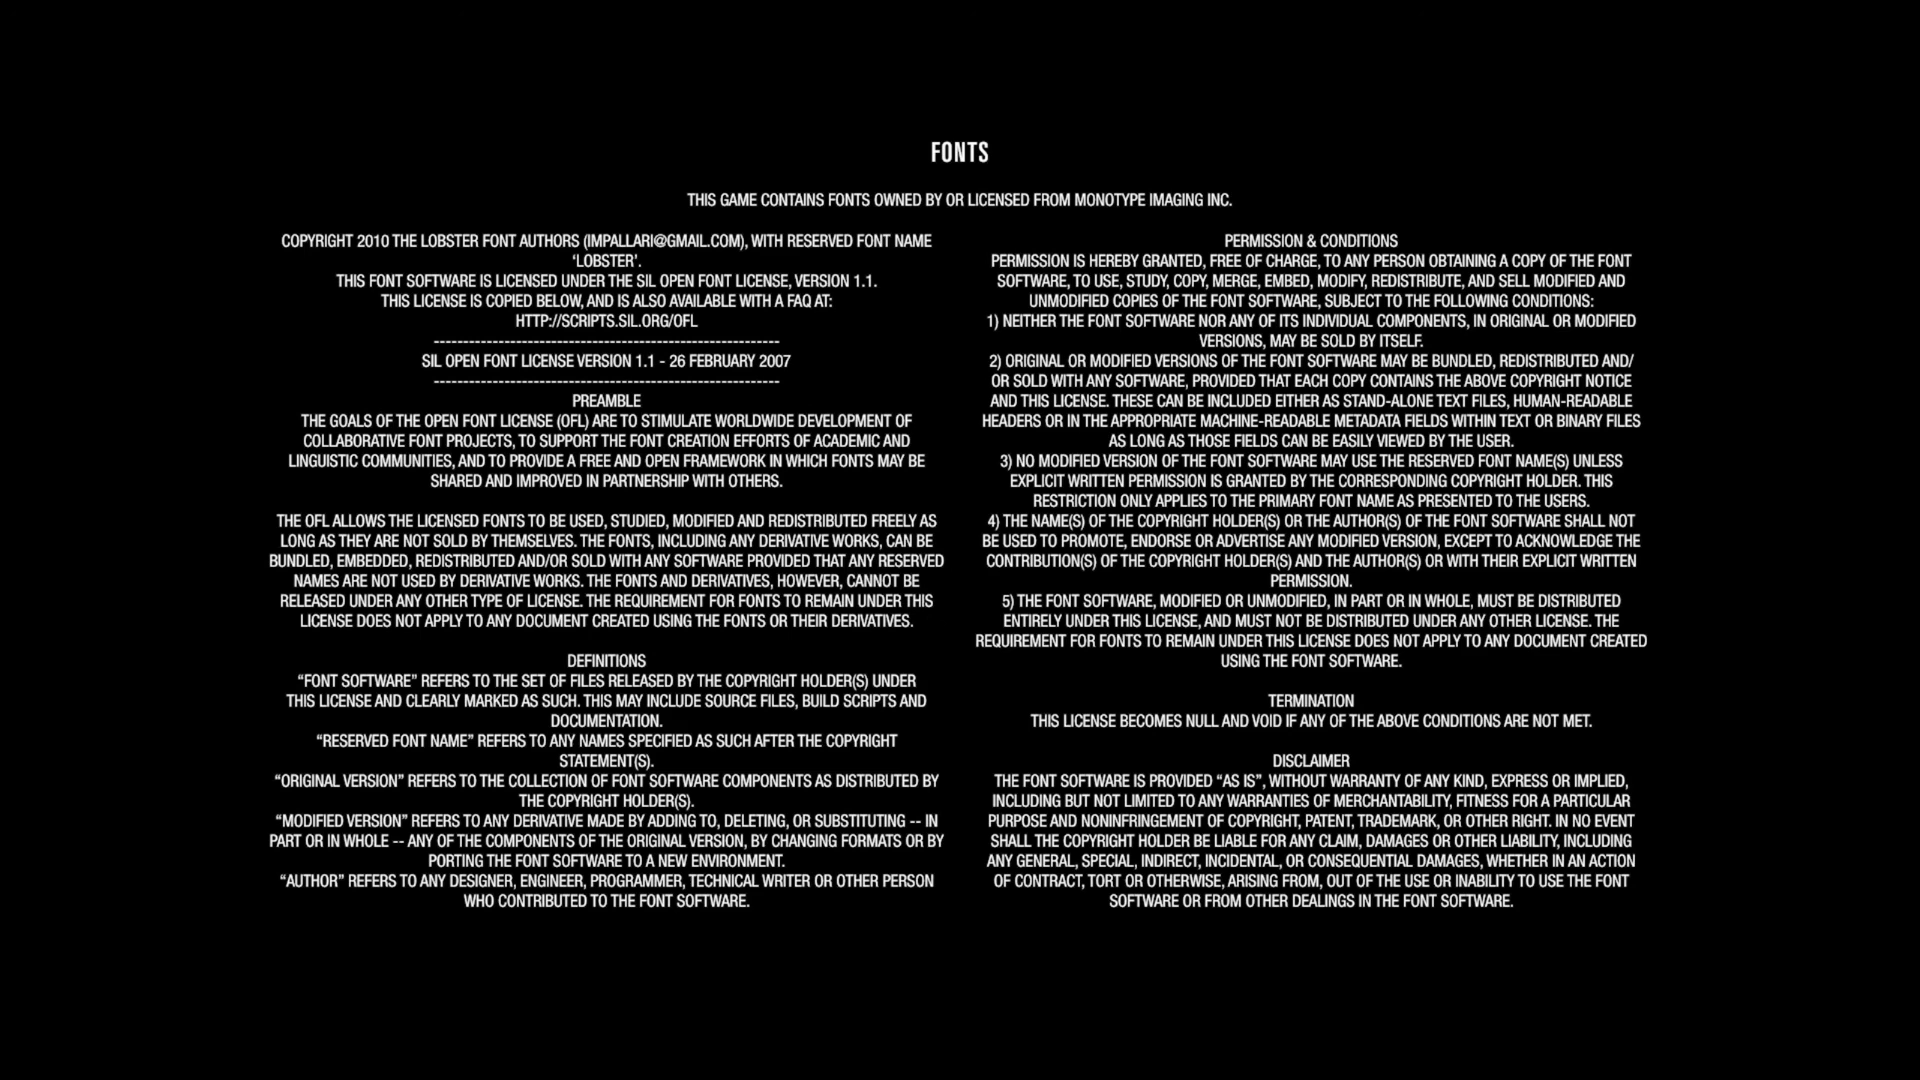 FONTS
THIS GAME CONTAINS FONTS OWNED BY OR LICENSED FROM MONOTYPE IMAGING INC.
COPYRIGHT 2010 THE LOBSTER FONT AUTHORS (IMPALLARI@GMAIL.COM), WITH RESERVED FONT NAME
‘LOBSTER’.
THIS FONT SOFTWARE IS LICENSED UNDER THE SIL OPEN FONT LICENSE, VERSION 1.1.
THIS LICENSE IS COPIED BELOW, AND IS ALSO AVAILABLE WITH A FAQ AT:
HTTP://SCRIPTS.SIL.ORG/OFL
-----------------------------------------------------------
SIL OPEN FONT LICENSE VERSION 1.1 - 26 FEBRUARY 2007
-----------------------------------------------------------
PREAMBLE
THE GOALS OF THE OPEN FONT LICENSE (OFL) ARE TO STIMULATE WORLDWIDE DEVELOPMENT OF
COLLABORATIVE FONT PROJECTS, TO SUPPORT THE FONT CREATION EFFORTS OF ACADEMIC AND
LINGUISTIC COMMUNITIES, AND TO PROVIDE A FREE AND OPEN FRAMEWORK IN WHICH FONTS MAY BE
SHARED AND IMPROVED IN PARTNERSHIP WITH OTHERS.
THE OFL ALLOWS THE LICENSED FONTS TO BE USED, STUDIED, MODIFIED AND REDISTRIBUTED FREELY AS
LONG AS THEY ARE NOT SOLD BY THEMSELVES. THE FONTS, INCLUDING ANY DERIVATIVE WORKS, CAN BE
BUNDLED, EMBEDDED, REDISTRIBUTED AND/OR SOLD WITH ANY SOFTWARE PROVIDED THAT ANY RESERVED
NAMES ARE NOT USED BY DERIVATIVE WORKS. THE FONTS AND DERIVATIVES, HOWEVER, CANNOT BE
RELEASED UNDER ANY OTHER TYPE OF LICENSE. THE REQUIREMENT FOR FONTS TO REMAIN UNDER THIS
LICENSE DOES NOT APPLY TO ANY DOCUMENT CREATED USING THE FONTS OR THEIR DERIVATIVES.
DEFINITIONS
“FONT SOFTWARE” REFERS TO THE SET OF FILES RELEASED BY THE COPYRIGHT HOLDER(S) UNDER
THIS LICENSE AND CLEARLY MARKED AS SUCH. THIS MAY INCLUDE SOURCE FILES, BUILD SCRIPTS AND
DOCUMENTATION.
“RESERVED FONT NAME” REFERS TO ANY NAMES SPECIFIED AS SUCH AFTER THE COPYRIGHT
STATEMENT(S).
“ORIGINAL VERSION” REFERS TO THE COLLECTION OF FONT SOFTWARE COMPONENTS AS DISTRIBUTED BY
THE COPYRIGHT HOLDER(S).
“MODIFIED VERSION” REFERS TO ANY DERIVATIVE MADE BY ADDING TO, DELETING, OR SUBSTITUTING -- IN
PART OR IN WHOLE -- ANY OF THE COMPONENTS OF THE ORIGINAL VERSION, BY CHANGING FORMATS OR BY
PORTING THE FONT SOFTWARE TO A NEW ENVIRONMENT.
“AUTHOR” REFERS TO ANY DESIGNER, ENGINEER, PROGRAMMER, TECHNICAL WRITER OR OTHER PERSON
WHO CONTRIBUTED TO THE FONT SOFTWARE.
PERMISSION & CONDITIONS
PERMISSION IS HEREBY GRANTED, FREE OF CHARGE, TO ANY PERSON OBTAINING A COPY OF THE FONT
SOFTWARE, TO USE, STUDY, COPY, MERGE, EMBED, MODIFY, REDISTRIBUTE, AND SELL MODIFIED AND
UNMODIFIED COPIES OF THE FONT SOFTWARE, SUBJECT TO THE FOLLOWING CONDITIONS:
1) NEITHER THE FONT SOFTWARE NOR ANY OF ITS INDIVIDUAL COMPONENTS, IN ORIGINAL OR MODIFIED
VERSIONS, MAY BE SOLD BY ITSELF.
2) ORIGINAL OR MODIFIED VERSIONS OF THE FONT SOFTWARE MAY BE BUNDLED, REDISTRIBUTED AND/
OR SOLD WITH ANY SOFTWARE, PROVIDED THAT EACH COPY CONTAINS THE ABOVE COPYRIGHT NOTICE
AND THIS LICENSE. THESE CAN BE INCLUDED EITHER AS STAND-ALONE TEXT FILES, HUMAN-READABLE
HEADERS OR IN THE APPROPRIATE MACHINE-READABLE METADATA FIELDS WITHIN TEXT OR BINARY FILES
AS LONG AS THOSE FIELDS CAN BE EASILY VIEWED BY THE USER.
3) NO MODIFIED VERSION OF THE FONT SOFTWARE MAY USE THE RESERVED FONT NAME(S) UNLESS
EXPLICIT WRITTEN PERMISSION IS GRANTED BY THE CORRESPONDING COPYRIGHT HOLDER. THIS
RESTRICTION ONLY APPLIES TO THE PRIMARY FONT NAME AS PRESENTED TO THE USERS.
4) THE NAME(S) OF THE COPYRIGHT HOLDER(S) OR THE AUTHOR(S) OF THE FONT SOFTWARE SHALL NOT
BE USED TO PROMOTE, ENDORSE OR ADVERTISE ANY MODIFIED VERSION, EXCEPT TO ACKNOWLEDGE THE
CONTRIBUTION(S) OF THE COPYRIGHT HOLDER(S) AND THE AUTHOR(S) OR WITH THEIR EXPLICIT WRITTEN
PERMISSION.
5) THE FONT SOFTWARE, MODIFIED OR UNMODIFIED, IN PART OR IN WHOLE, MUST BE DISTRIBUTED
ENTIRELY UNDER THIS LICENSE, AND MUST NOT BE DISTRIBUTED UNDER ANY OTHER LICENSE. THE
REQUIREMENT FOR FONTS TO REMAIN UNDER THIS LICENSE DOES NOT APPLY TO ANY DOCUMENT CREATED
USING THE FONT SOFTWARE.
TERMINATION
THIS LICENSE BECOMES NULL AND VOID IF ANY OF THE ABOVE CONDITIONS ARE NOT MET.
DISCLAIMER
THE FONT SOFTWARE IS PROVIDED “AS IS”, WITHOUT WARRANTY OF ANY KIND, EXPRESS OR IMPLIED,
INCLUDING BUT NOT LIMITED TO ANY WARRANTIES OF MERCHANTABILITY, FITNESS FOR A PARTICULAR
PURPOSE AND NONINFRINGEMENT OF COPYRIGHT, PATENT, TRADEMARK, OR OTHER RIGHT. IN NO EVENT
SHALL THE COPYRIGHT HOLDER BE LIABLE FOR ANY CLAIM, DAMAGES OR OTHER LIABILITY, INCLUDING
ANY GENERAL, SPECIAL, INDIRECT, INCIDENTAL, OR CONSEQUENTIAL DAMAGES, WHETHER IN AN ACTION
OF CONTRACT, TORT OR OTHERWISE, ARISING FROM, OUT OF THE USE OR INABILITY TO USE THE FONT
SOFTWARE OR FROM OTHER DEALINGS IN THE FONT SOFTWARE.